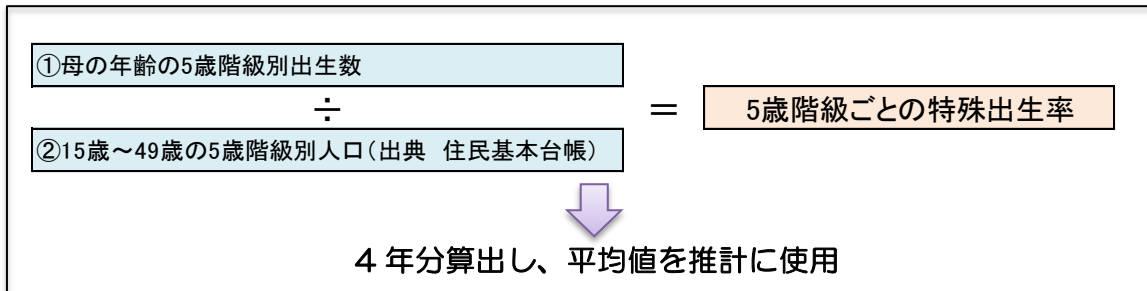 ①母の年齢の5歳階級別出生数
÷
＝ 5歳階級ごとの特殊出生率
②15歳～49歳の5歳階級別人口（出典　住民基本台帳）
４年分算出し、平均値を推計に使用